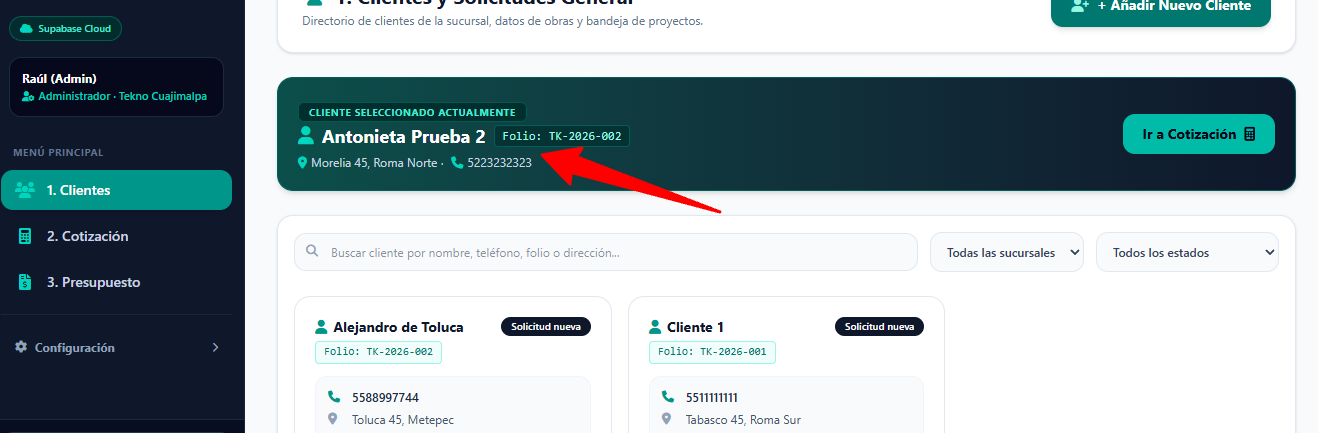 Supabase Cloud
Raúl (Admin)
Administrador · Tekno Cuajimalpa
MENÚ PRINCIPAL
1. Clientes
2. Cotización
3. Presupuesto
Configuración
1. Clientes y Solicitudes General
Directorio de clientes de la sucursal, datos de obras y bandeja de proyectos.
+ Añadir Nuevo Cliente
CLIENTE SELECCIONADO ACTUALMENTE
Antonieta Prueba 2 Folio: TK-2026-002
Morelia 45, Roma Norte · 5223232323
Ir a Cotización
Buscar cliente por nombre, teléfono, folio o dirección...
Todas las sucursales
Todos los estados
Alejandro de Toluca Solicitud nueva
Folio: TK-2026-002
5588997744
Toluca 45, Metepec
Cliente 1 Solicitud nueva
Folio: TK-2026-001
5511111111
Tabasco 45, Roma Sur